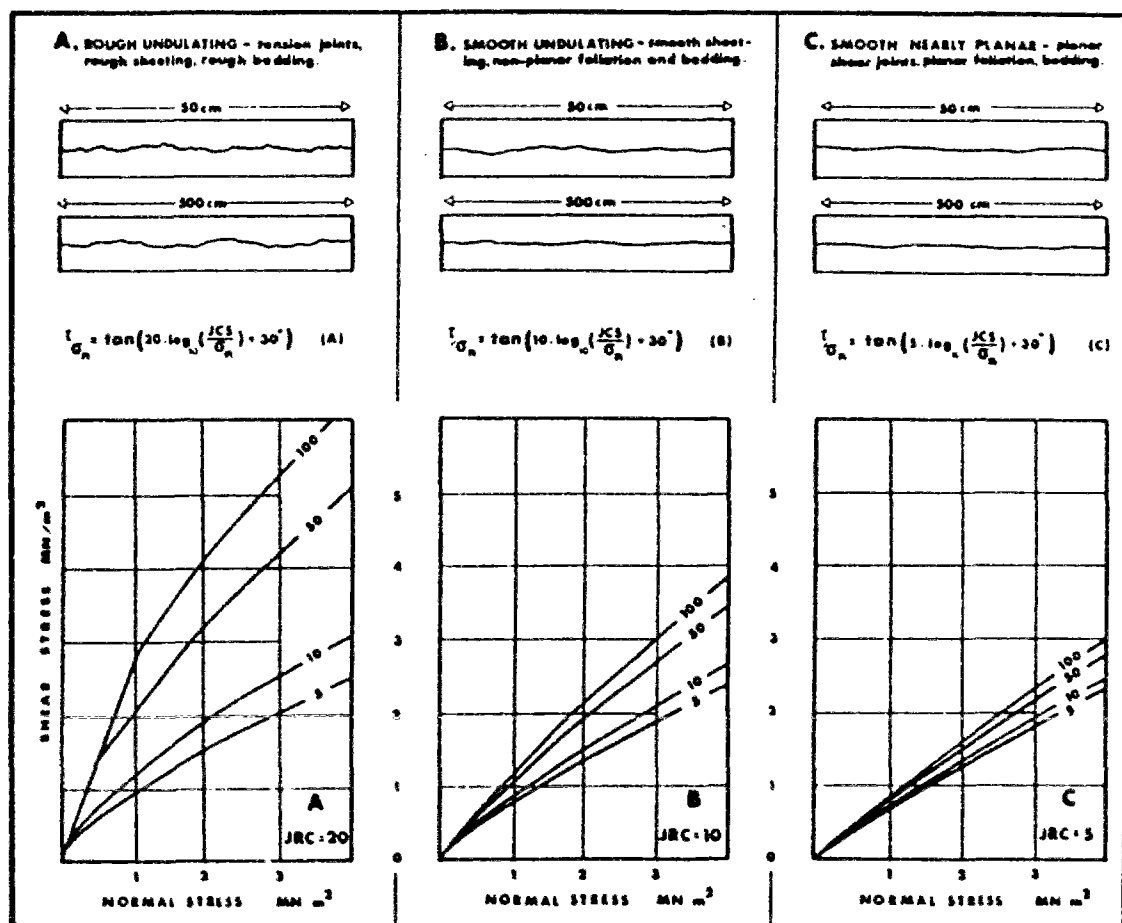 A. ROUGH UNDULATING - tension joints,
rough sheeting, rough bedding.
50 cm
500 cm
τ/σn = tan(20.log10(JCS/σn) + 30°) (A)
B. SMOOTH UNDULATING - smooth sheet-
ing, non-planar foliation and bedding.
50 cm
500 cm
τ/σn = tan(10.log10(JCS/σn) + 30°) (B)
C. SMOOTH NEARLY PLANAR - planar
shear joints, planar foliation, bedding.
50 cm
500 cm
τ/σn = tan(5.log10(JCS/σn) + 30°) (C)
SHEAR STRESS MN/m³
100
50
10
5
A
JRC = 20
1 2 3
NORMAL STRESS MN m²
5
4
3
2
1
0
100
50
10
5
B
JRC = 10
1 2 3
NORMAL STRESS MN m²
5
4
3
2
1
0
100
50
10
5
C
JRC = 5
1 2 3
NORMAL STRESS MN m²